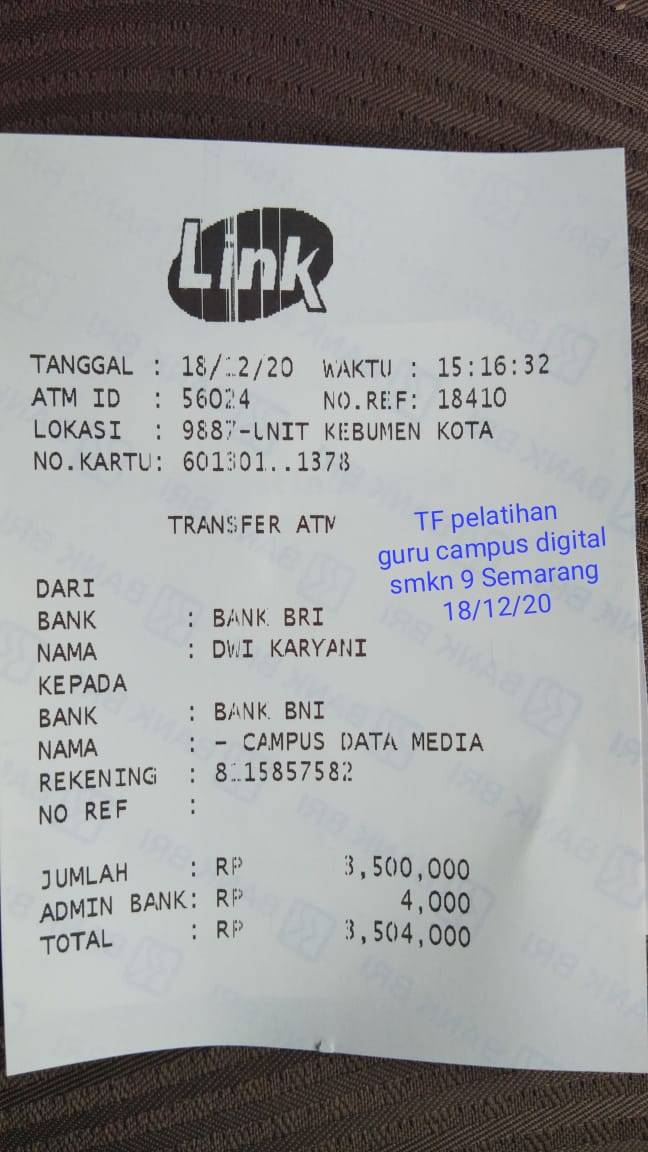 Link
TANGGAL : 18/12/20 WAKTU : 15:16:32
ATM ID : 56024 NO.REF: 18410
LOKASI : 9887-UNIT KEBUMEN KOTA
NO.KARTU: 601301..1378
TRANSFER ATM
TF pelatihan
guru campus digital
smkn 9 Semarang
18/12/20
DARI
BANK : BANK BRI
NAMA : DWI KARYANI
KEPADA
BANK : BANK BNI
NAMA : - CAMPUS DATA MEDIA
REKENING : 8115857582
NO REF :
JUMLAH : RP 3,500,000
ADMIN BANK: RP 4,000
TOTAL : RP 3,504,000